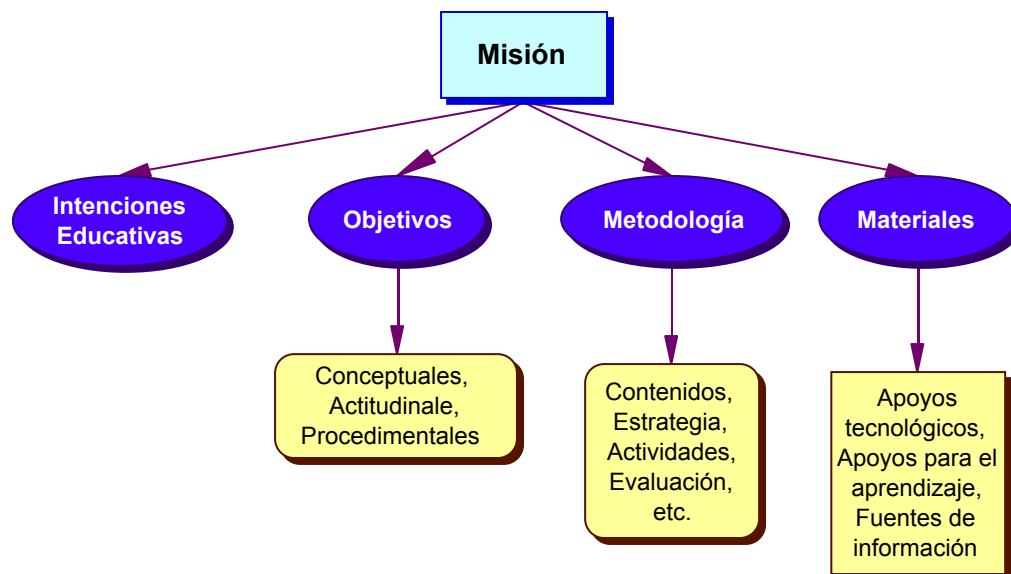 Misión
Intenciones
Educativas
Objetivos
Metodología
Materiales
Conceptuales,
Actitudinale,
Procedimentales
Contenidos,
Estrategia,
Actividades,
Evaluación,
etc.
Apoyos
tecnológicos,
Apoyos para el
aprendizaje,
Fuentes de
información